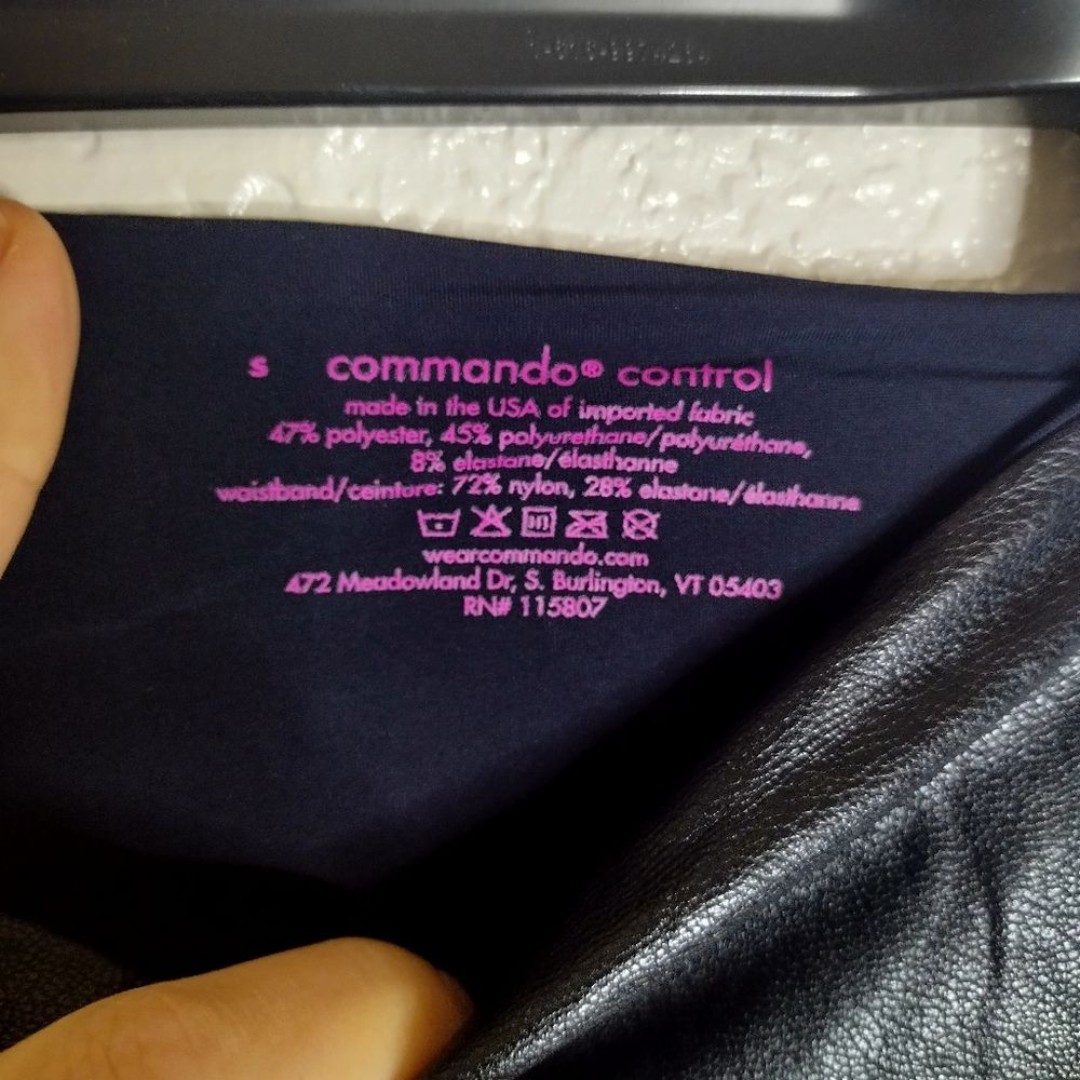 s commando® control
made in the USA of imported fabric
47% polyester, 45% polyurethane/polyuréthane,
8% elastane/élasthanne
waistband/ceinture: 72% nylon, 28% elastane/élasthanne
wearcommando.com
472 Meadowland Dr, S. Burlington, VT 05403
RN# 115807